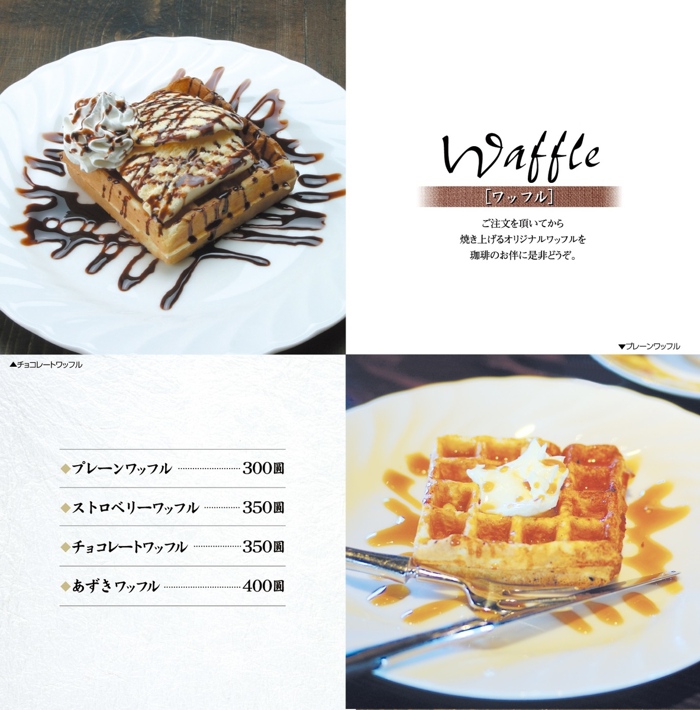 Waffle
[ワッフル]
ご注文を頂いてから
焼き上げるオリジナルワッフルを
珈琲のお伴に是非どうぞ。
▼プレーンワッフル
▲チョコレートワッフル
◆プレーンワッフル ………………… 300圓
◆ストロベリーワッフル ………… 350圓
◆チョコレートワッフル …………… 350圓
◆あずきワッフル …………………… 400圓